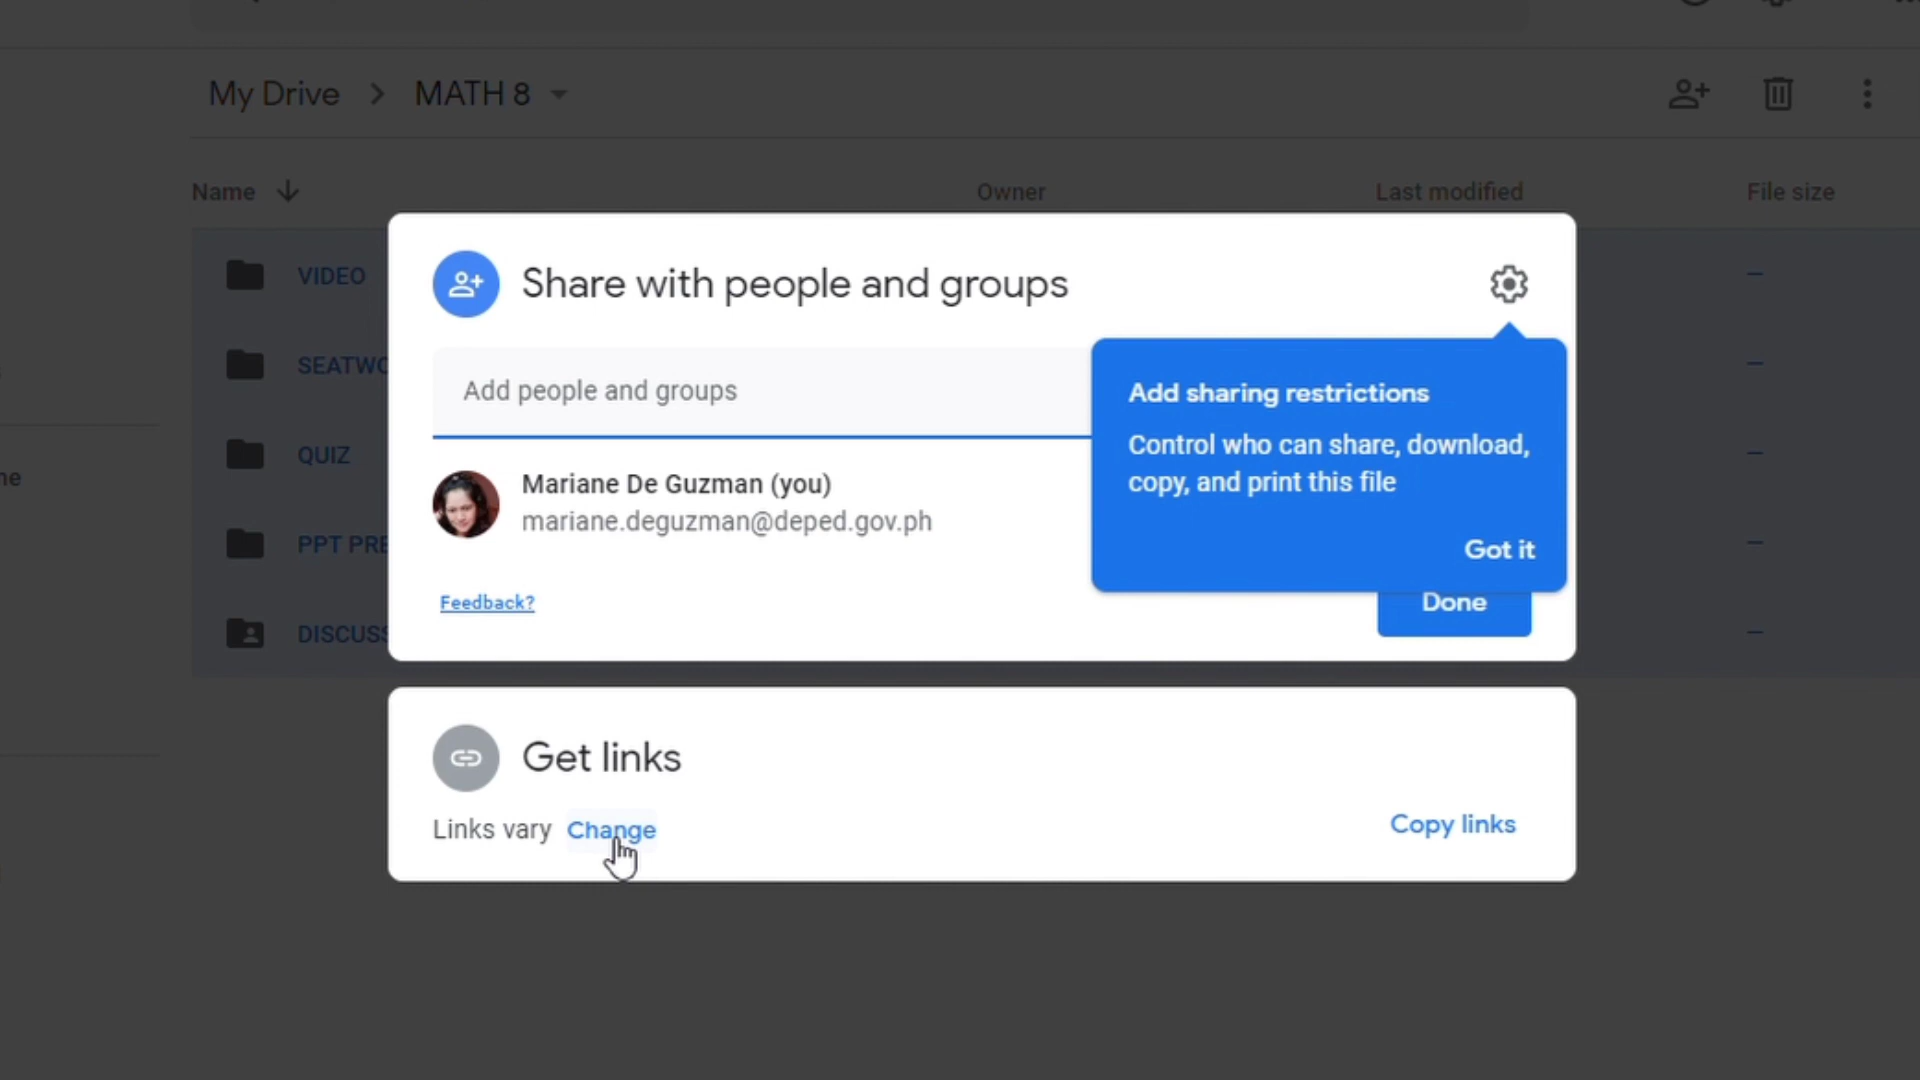 My Drive > MATH 8
Name
Owner
Last modified
File size
VIDEO
SEATWO
QUIZ
PPT PRE
DISCUSS
Share with people and groups
Add people and groups
Mariane De Guzman (you)
mariane.deguzman@deped.gov.ph
Feedback?
Add sharing restrictions
Control who can share, download,
copy, and print this file
Got it
Done
Get links
Links vary Change
Copy links